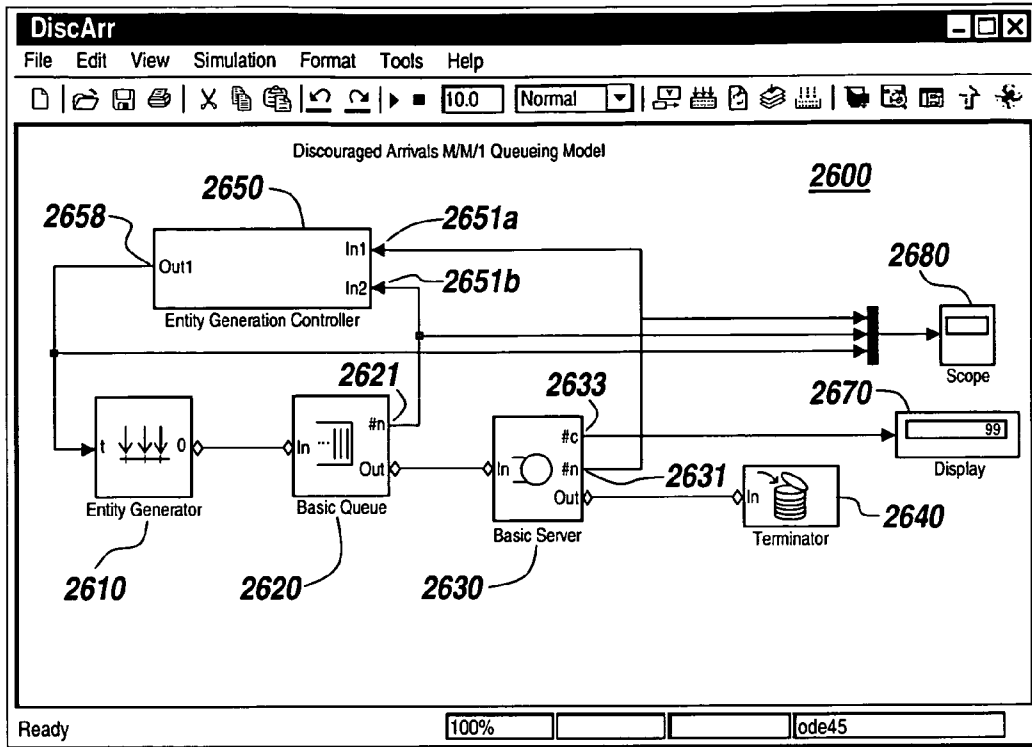 DiscArr
File Edit View Simulation Format Tools Help
10.0 Normal
Discouraged Arrivals M/M/1 Queueing Model
2600
2650
2658
2651a
In1
Out1
2651b
In2
2680
Entity Generation Controller
Scope
2621
2633
2670
#n
#c
99
t
0
In
Display
Out
In
#n
2631
Entity Generator
Basic Queue
Out
In
2640
Basic Server
Terminator
2610
2620
2630
Ready 100% ode45